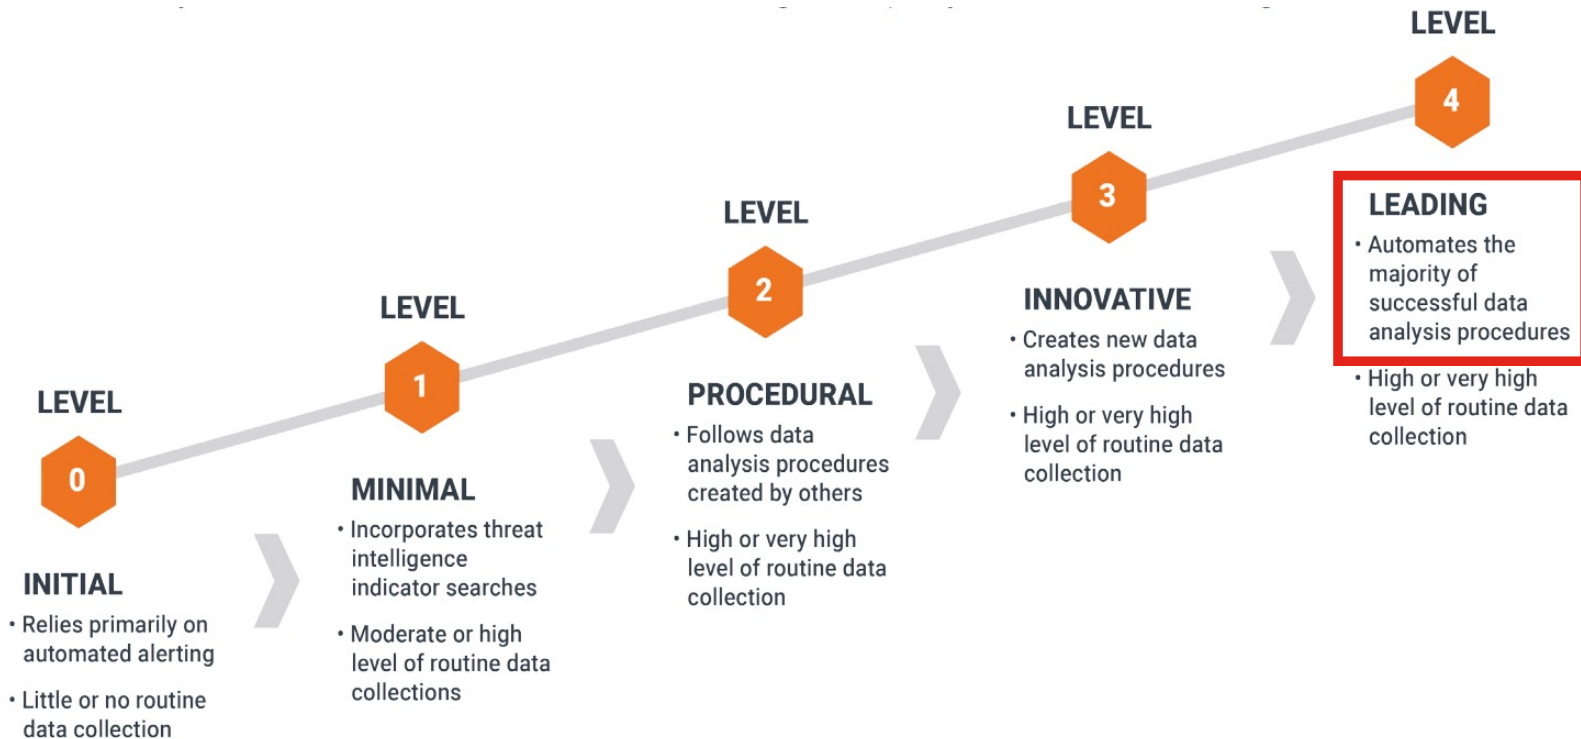 LEVEL
0
INITIAL
• Relies primarily on
automated alerting
• Little or no routine
data collection
LEVEL
1
MINIMAL
• Incorporates threat
intelligence
indicator searches
• Moderate or high
level of routine data
collections
LEVEL
2
PROCEDURAL
• Follows data
analysis procedures
created by others
• High or very high
level of routine data
collection
LEVEL
3
INNOVATIVE
• Creates new data
analysis procedures
• High or very high
level of routine data
collection
LEVEL
4
LEADING
• Automates the
majority of
successful data
analysis procedures
• High or very high
level of routine data
collection